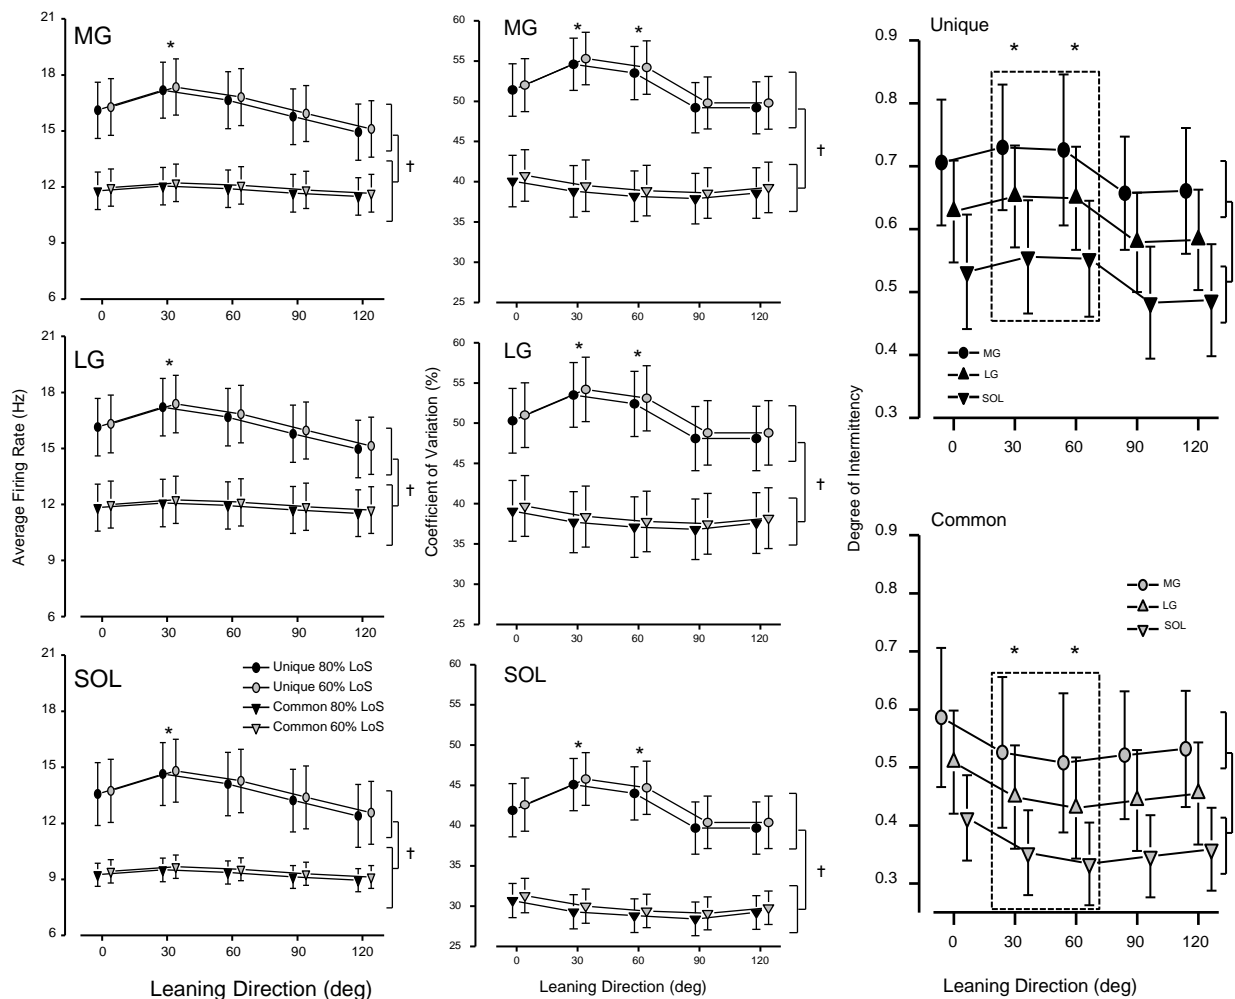 MG
*
21
18
15
12
9
6
†
0 30 60 90 120
LG
*
21
18
15
12
9
6
†
Average Firing Rate (Hz)
0 30 60 90 120
SOL
*
21
18
15
12
9
6
†
Unique 80% LoS
Unique 60% LoS
Common 80% LoS
Common 60% LoS
0 30 60 90 120
Leaning Direction (deg)
MG
* *
60
55
50
45
40
35
30
25
†
0 30 60 90 120
LG
* *
60
55
50
45
40
35
30
25
†
Coefficient of Variation (%)
0 30 60 90 120
SOL
* *
60
55
50
45
40
35
30
25
†
0 30 60 90 120
Leaning Direction (deg)
Unique
* *
0.9
0.8
0.7
0.6
0.5
0.4
0.3
MG
LG
SOL
0 30 60 90 120
Degree of Intermittency
Common
* *
0.9
0.8
0.7
0.6
0.5
0.4
0.3
MG
LG
SOL
0 30 60 90 120
Leaning Direction (deg)